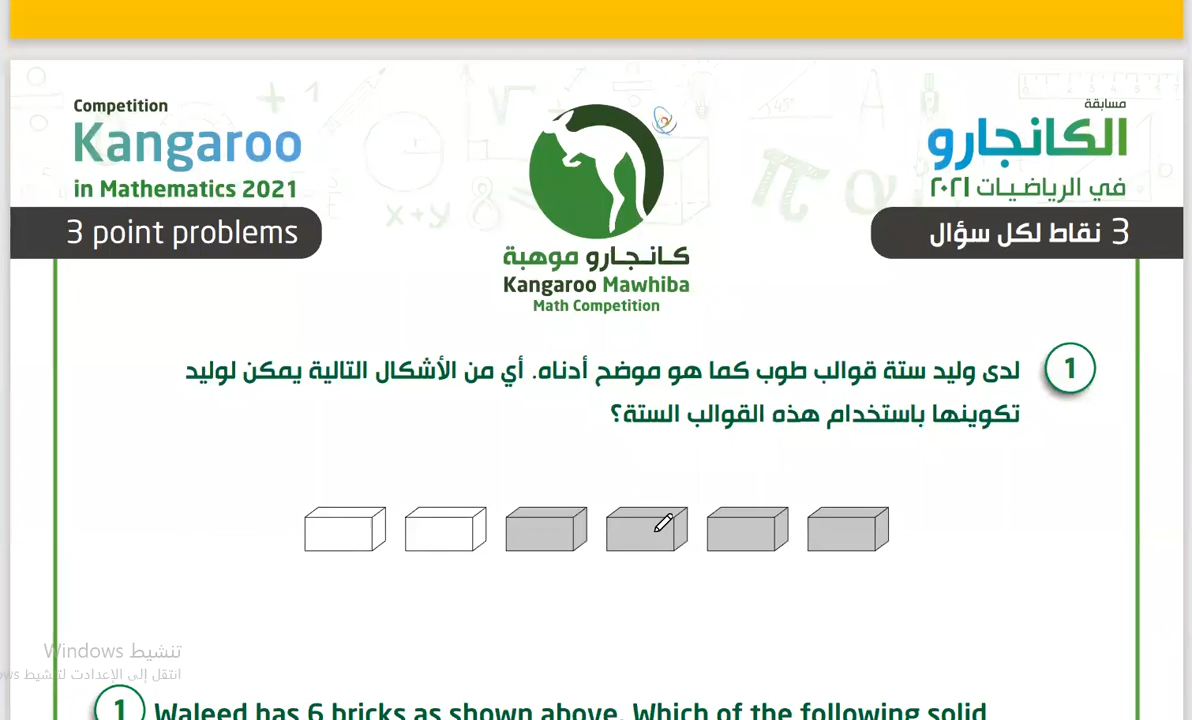 Competition
Kangaroo
in Mathematics 2021
3 point problems
كانجارو موهبة
Kangaroo Mawhiba
Math Competition
مسابقة
الكانجارو
في الرياضيات ٢٠٢١
3 نقاط لكل سؤال
1 لدى وليد ستة قوالب طوب كما هو موضح أدناه. أي من الأشكال التالية يمكن لوليد
تكوينها باستخدام هذه القوالب الستة؟
تنشيط Windows
انتقل إلى الإعدادت لتنشيط
1 Waleed has 6 bricks as shown above. Which of the following solid